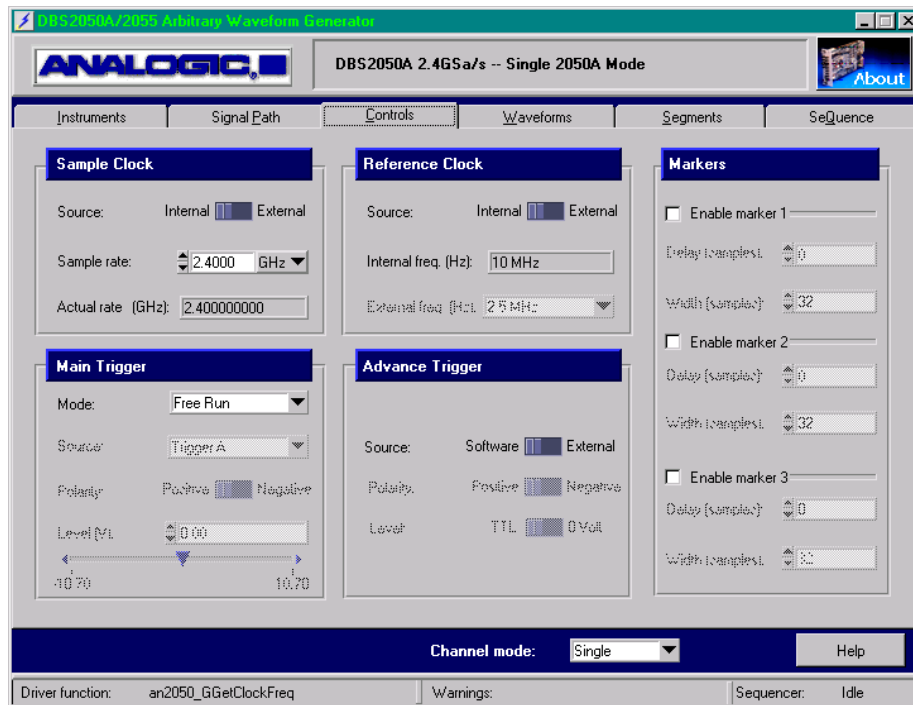 DBS2050A/2055 Arbitrary Waveform Generator
ANALOGIC.
DBS2050A 2.4GSa/s -- Single 2050A Mode
About
Instruments Signal Path Controls Waveforms Segments SeQuence
Sample Clock
Source: Internal External
Sample rate: 2.4000 GHz
Actual rate (GHz): 2.400000000
Reference Clock
Source: Internal External
Internal freq. (Hz): 10 MHz
External freq. (Hz). 2.5 MHz
Markers
Enable marker 1
Delay (samples). 0
Width (samples) 32
Enable marker 2
Delay (samples) 0
Width (samples). 32
Enable marker 3
Delay (samples) 0
Width (samples). 32
Main Trigger
Mode: Free Run
Source: Trigger A
Polarity: Positive Negative
Level (V). 0.00
-10.70 10.70
Advance Trigger
Source: Software External
Polarity. Positive Negative
Level: TTL 0 Volt
Channel mode: Single
Help
Driver function: an2050_GGetClockFreq Warnings: Sequencer: Idle